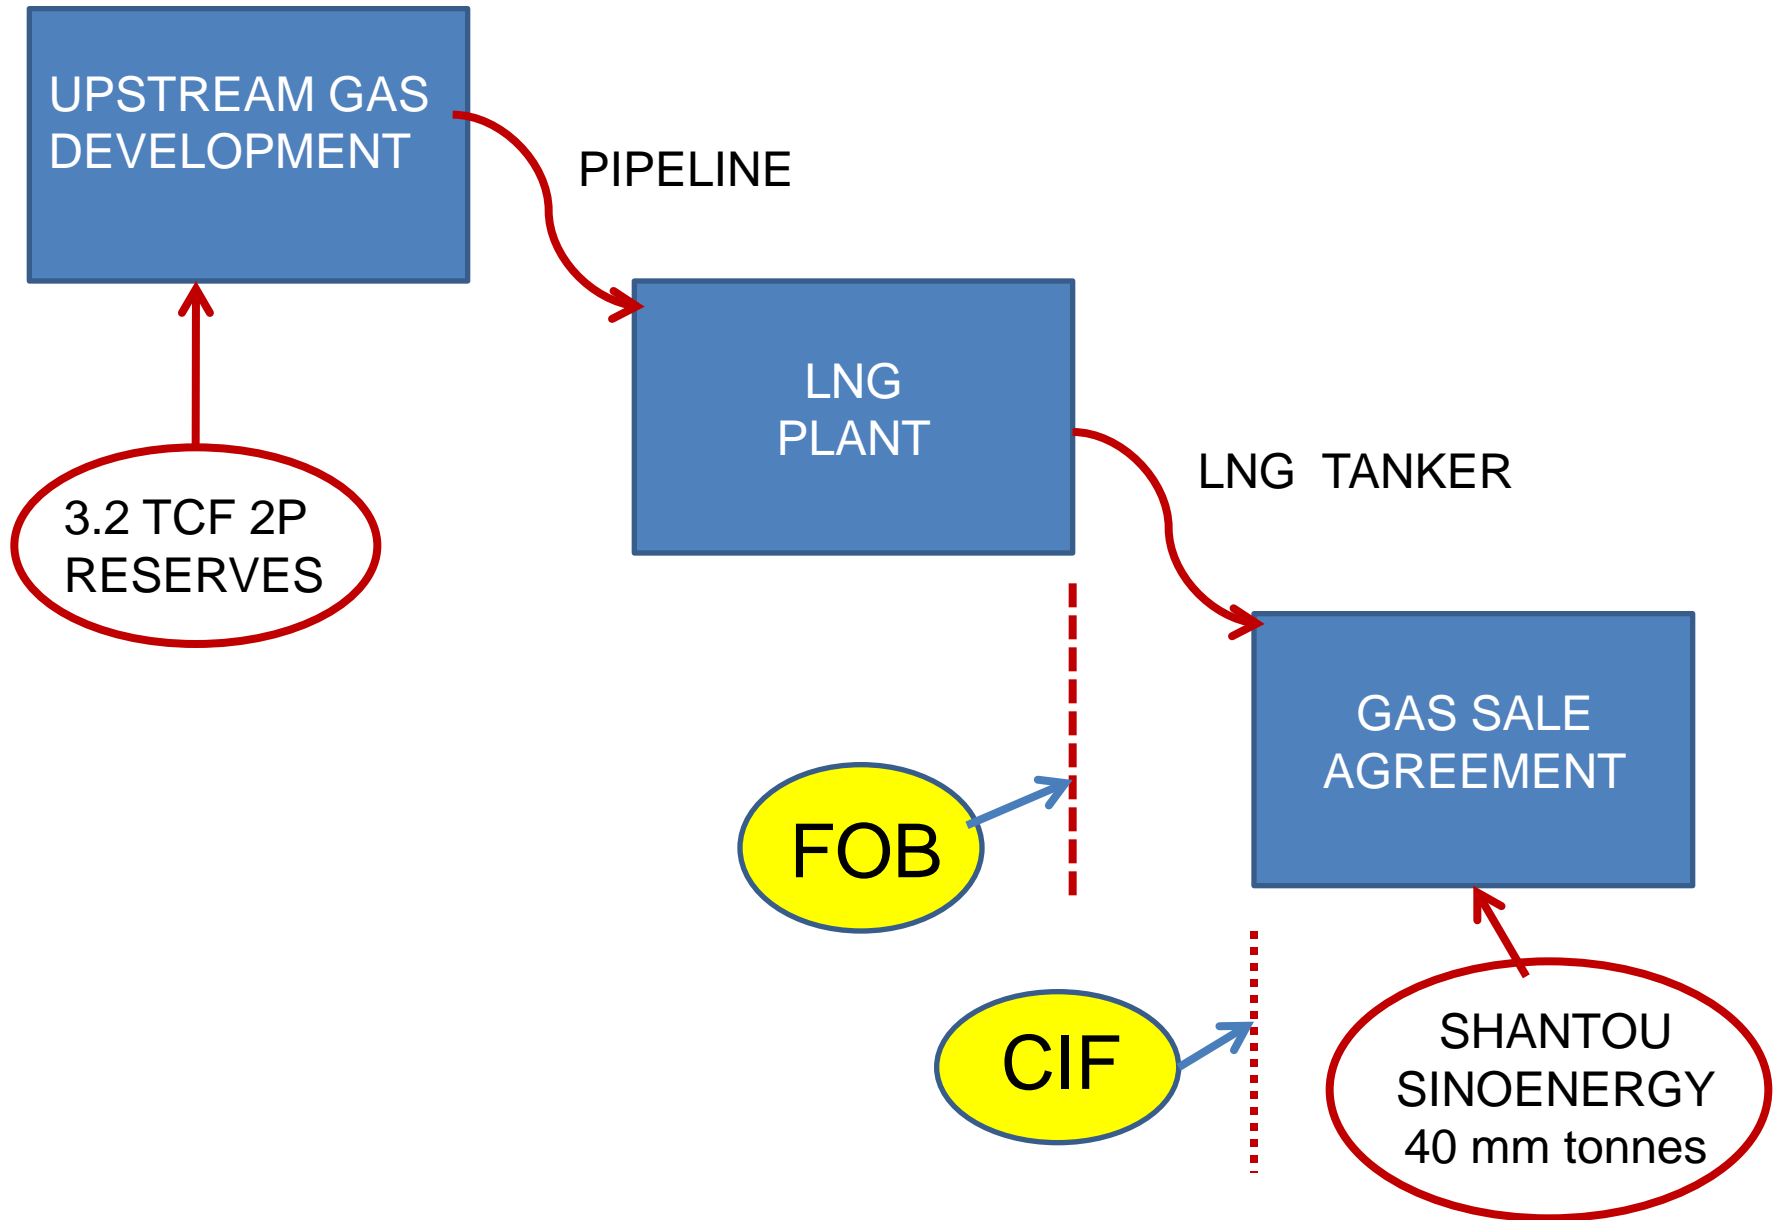 UPSTREAM GAS
DEVELOPMENT
PIPELINE
LNG
PLANT
LNG TANKER
3.2 TCF 2P
RESERVES
GAS SALE
AGREEMENT
FOB
CIF
SHANTOU
SINOENERGY
40 mm tonnes